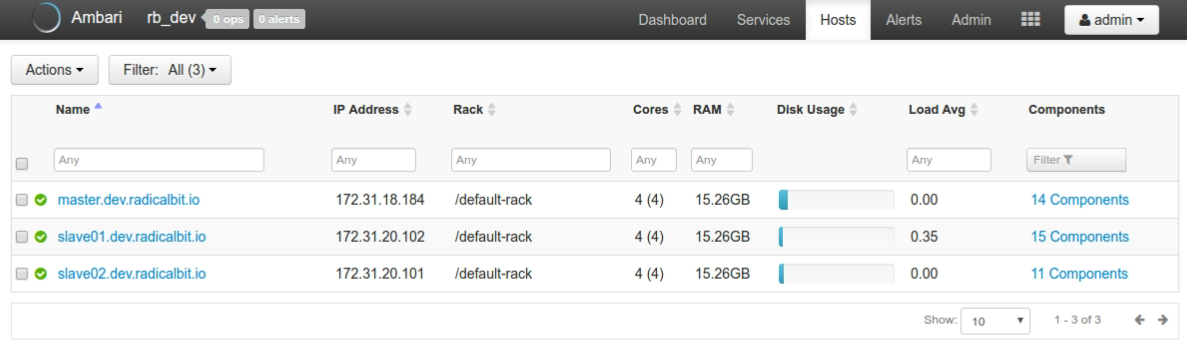 Ambari rb_dev 0 ops 0 alerts Dashboard Services Hosts Alerts Admin admin
Actions Filter: All (3)
Name IP Address Rack Cores RAM Disk Usage Load Avg Components
Any Any Any Any Any Any Filter
master.dev.radicalbit.io 172.31.18.184 /default-rack 4 (4) 15.26GB 0.00 14 Components
slave01.dev.radicalbit.io 172.31.20.102 /default-rack 4 (4) 15.26GB 0.35 15 Components
slave02.dev.radicalbit.io 172.31.20.101 /default-rack 4 (4) 15.26GB 0.00 11 Components
Show: 10 1 - 3 of 3